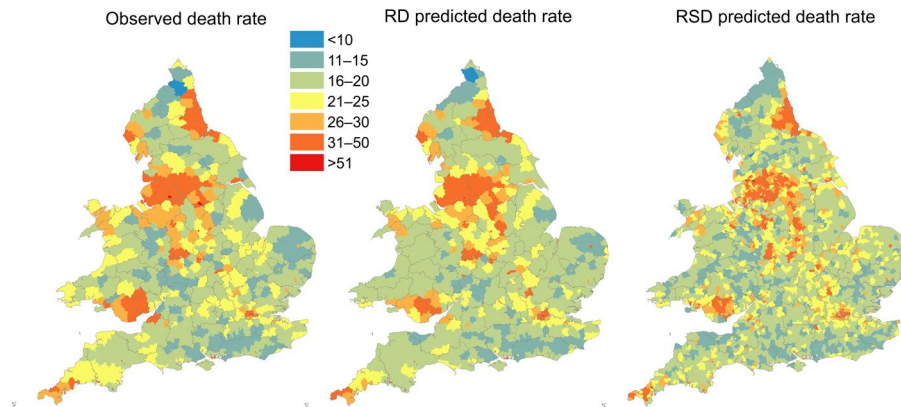 Observed death rate
RD predicted death rate
RSD predicted death rate
<10
11–15
16–20
21–25
26–30
31–50
>51